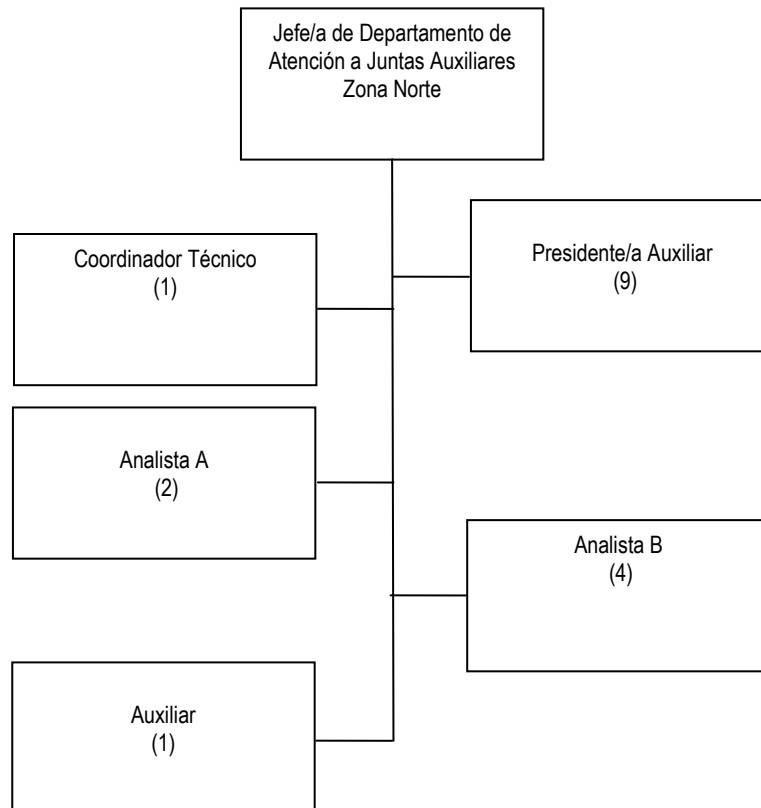 Jefe/a de Departamento de
Atención a Juntas Auxiliares
Zona Norte
Coordinador Técnico
(1)
Presidente/a Auxiliar
(9)
Analista A
(2)
Analista B
(4)
Auxiliar
(1)